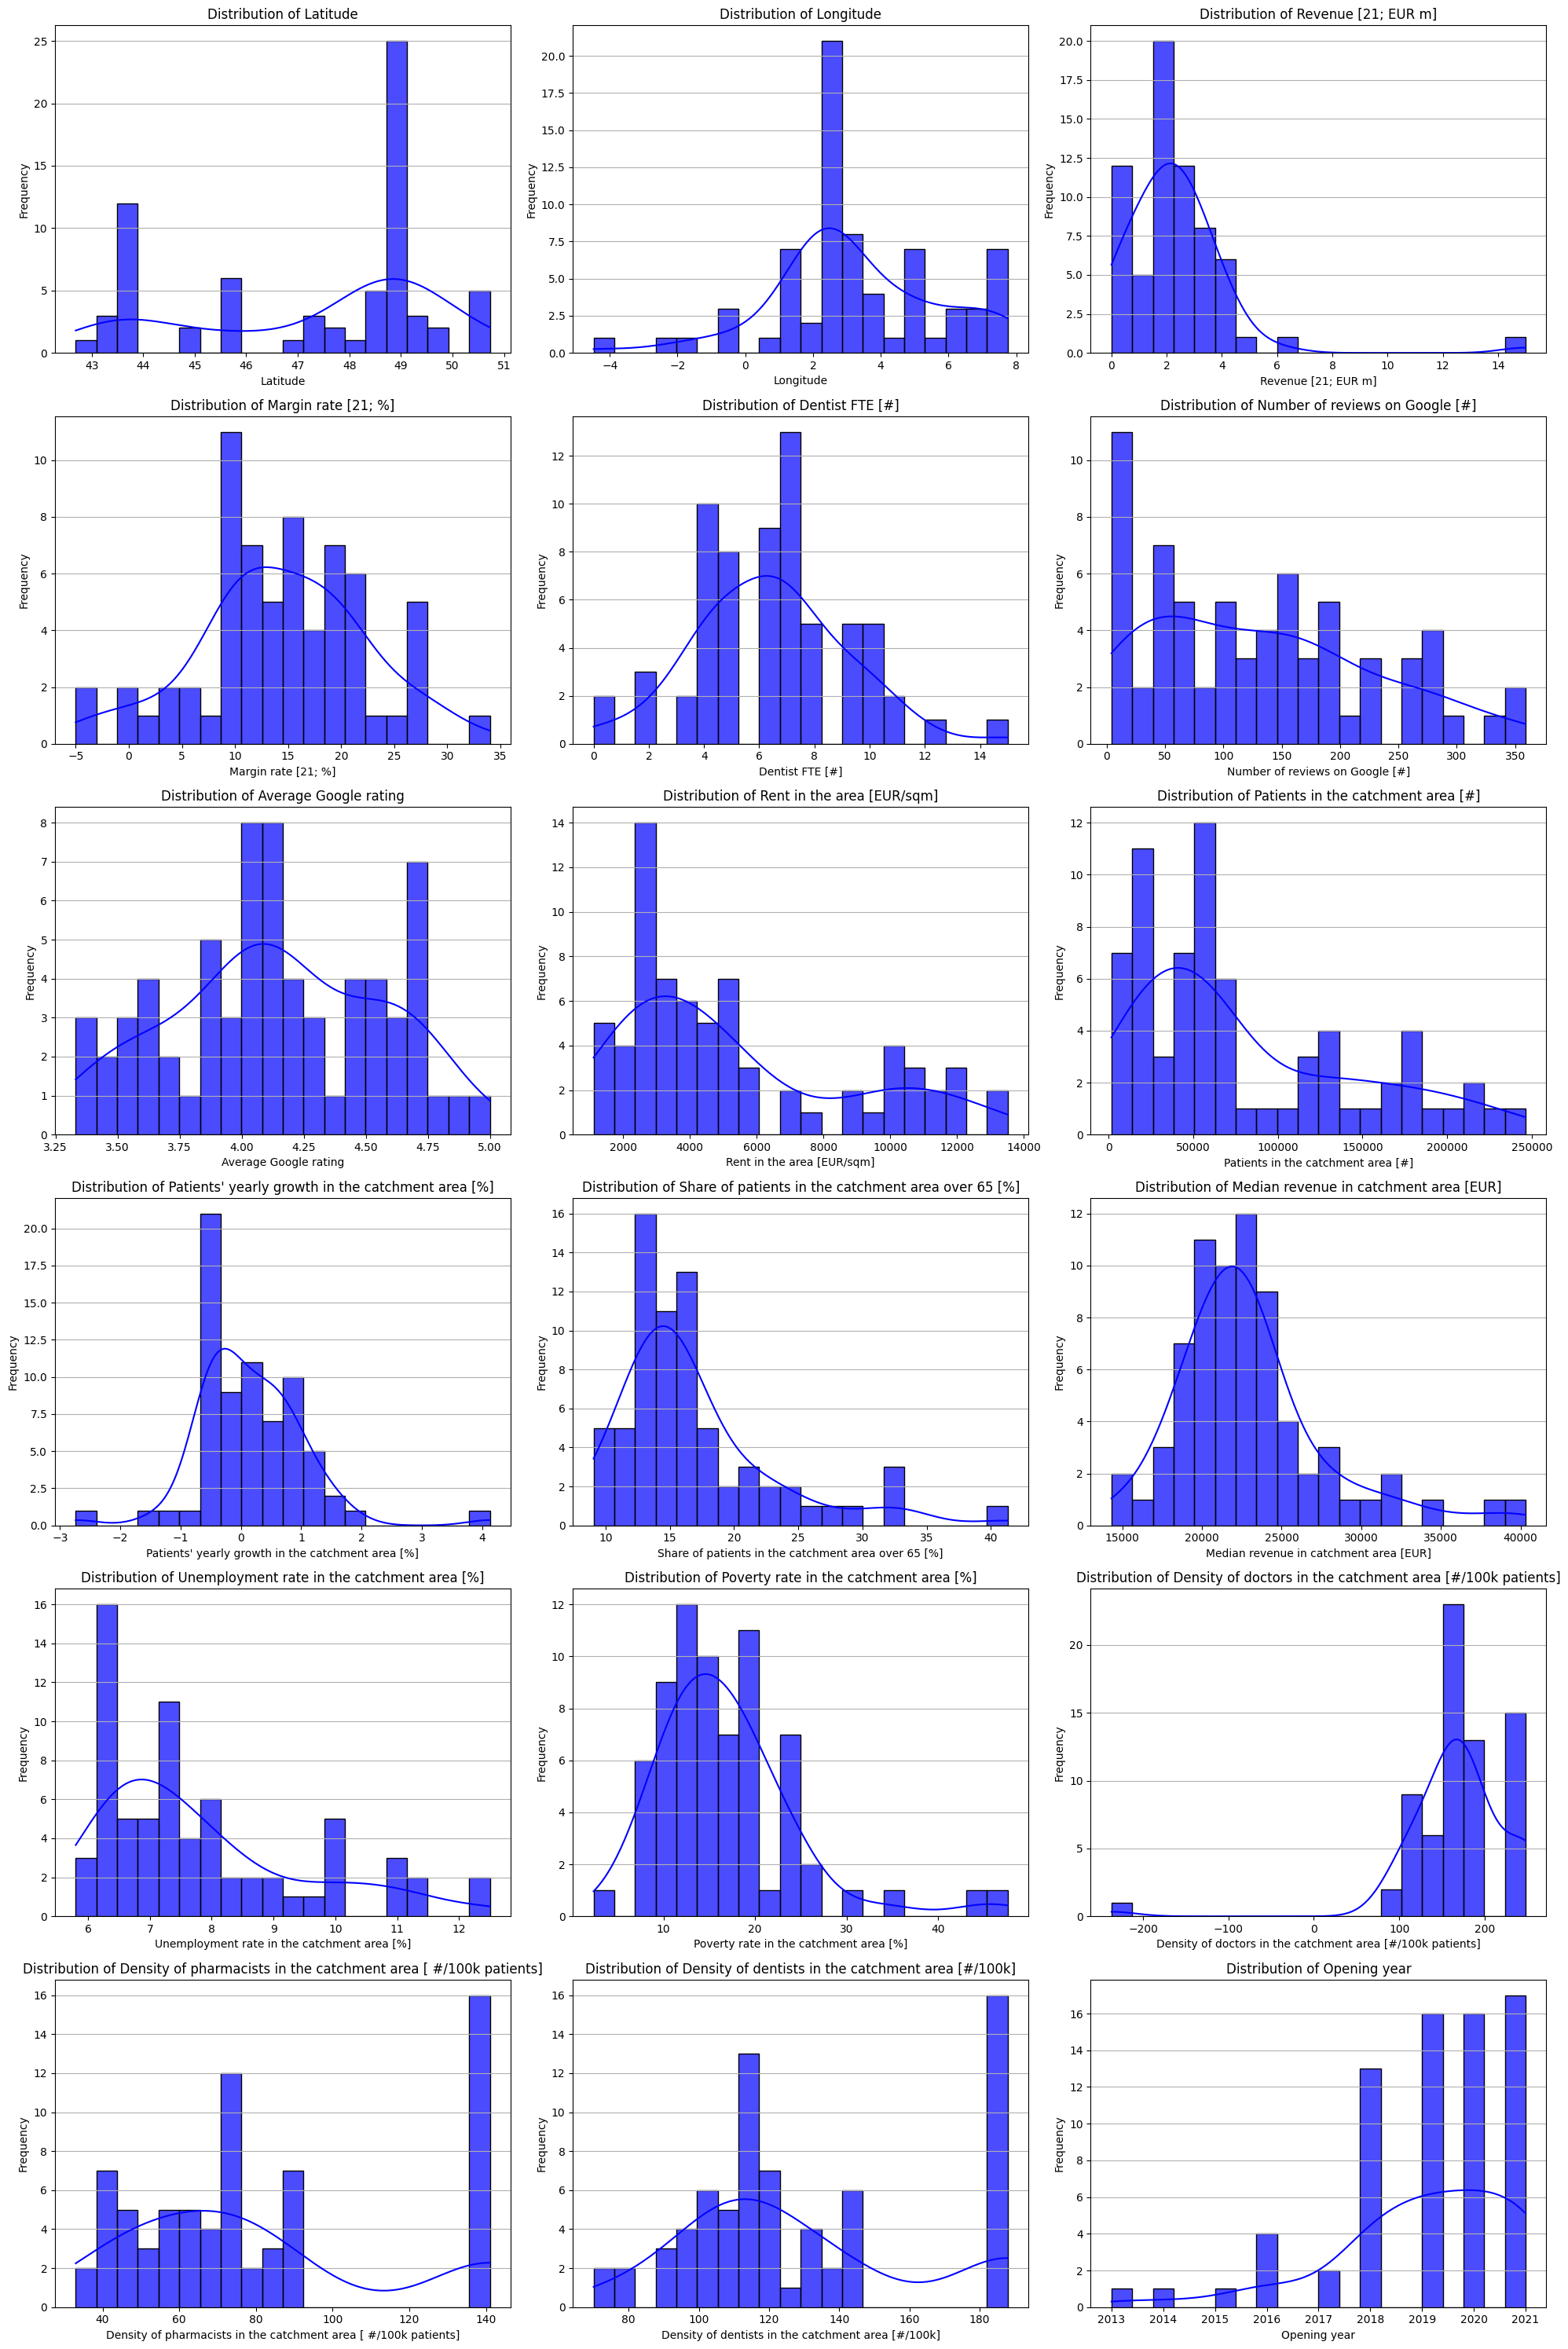 Distribution of Latitude
Frequency
25
20
15
10
5
0
43 44 45 46 47 48 49 50 51
Latitude
Distribution of Longitude
Frequency
20.0
17.5
15.0
12.5
10.0
7.5
5.0
2.5
0.0
−4 −2 0 2 4 6 8
Longitude
Distribution of Revenue [21; EUR m]
Frequency
20.0
17.5
15.0
12.5
10.0
7.5
5.0
2.5
0.0
0 2 4 6 8 10 12 14
Revenue [21; EUR m]
Distribution of Margin rate [21; %]
Frequency
10
8
6
4
2
0
−5 0 5 10 15 20 25 30 35
Margin rate [21; %]
Distribution of Dentist FTE [#]
Frequency
12
10
8
6
4
2
0
0 2 4 6 8 10 12 14
Dentist FTE [#]
Distribution of Number of reviews on Google [#]
Frequency
10
8
6
4
2
0
0 50 100 150 200 250 300 350
Number of reviews on Google [#]
Distribution of Average Google rating
Frequency
8
7
6
5
4
3
2
1
0
3.25 3.50 3.75 4.00 4.25 4.50 4.75 5.00
Average Google rating
Distribution of Rent in the area [EUR/sqm]
Frequency
14
12
10
8
6
4
2
0
2000 4000 6000 8000 10000 12000 14000
Rent in the area [EUR/sqm]
Distribution of Patients in the catchment area [#]
Frequency
12
10
8
6
4
2
0
0 50000 100000 150000 200000 250000
Patients in the catchment area [#]
Distribution of Patients' yearly growth in the catchment area [%]
Frequency
20.0
17.5
15.0
12.5
10.0
7.5
5.0
2.5
0.0
−3 −2 −1 0 1 2 3 4
Patients' yearly growth in the catchment area [%]
Distribution of Share of patients in the catchment area over 65 [%]
Frequency
16
14
12
10
8
6
4
2
0
10 15 20 25 30 35 40
Share of patients in the catchment area over 65 [%]
Distribution of Median revenue in catchment area [EUR]
Frequency
12
10
8
6
4
2
0
15000 20000 25000 30000 35000 40000
Median revenue in catchment area [EUR]
Distribution of Unemployment rate in the catchment area [%]
Frequency
16
14
12
10
8
6
4
2
0
6 7 8 9 10 11 12
Unemployment rate in the catchment area [%]
Distribution of Poverty rate in the catchment area [%]
Frequency
12
10
8
6
4
2
0
10 20 30 40
Poverty rate in the catchment area [%]
Distribution of Density of doctors in the catchment area [#/100k patients]
Frequency
20
15
10
5
0
−200 −100 0 100 200
Density of doctors in the catchment area [#/100k patients]
Distribution of Density of pharmacists in the catchment area [ #/100k patients]
Frequency
16
14
12
10
8
6
4
2
0
40 60 80 100 120 140
Density of pharmacists in the catchment area [ #/100k patients]
Distribution of Density of dentists in the catchment area [#/100k]
Frequency
16
14
12
10
8
6
4
2
0
80 100 120 140 160 180
Density of dentists in the catchment area [#/100k]
Distribution of Opening year
Frequency
16
14
12
10
8
6
4
2
0
2013 2014 2015 2016 2017 2018 2019 2020 2021
Opening year